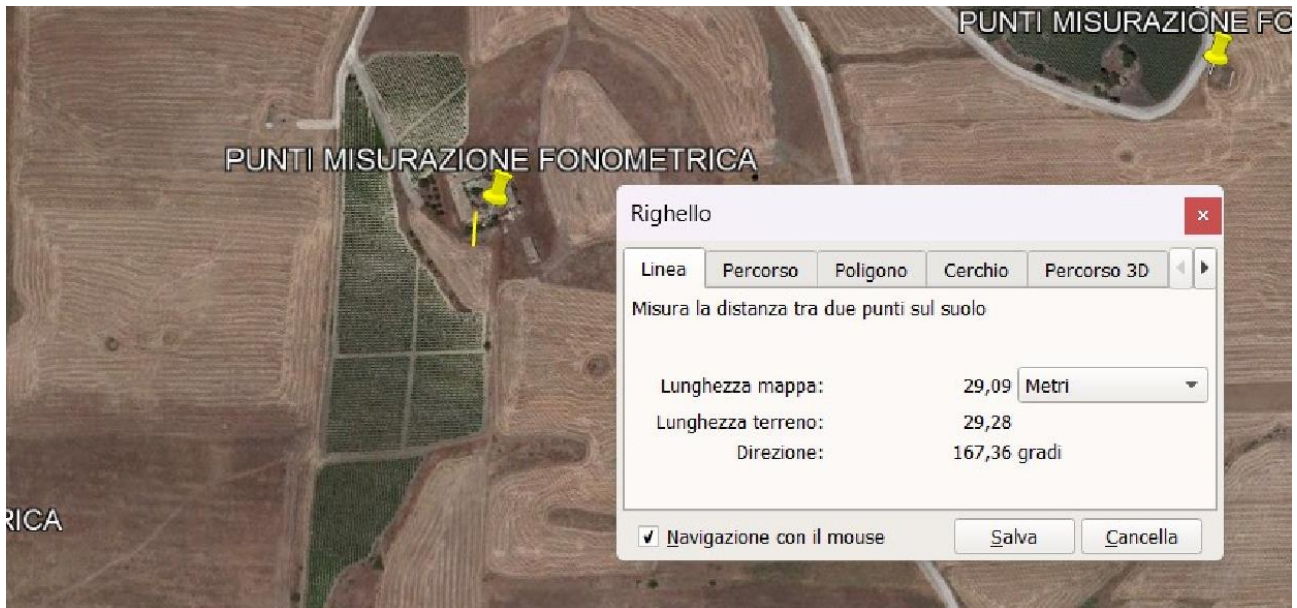 PUNTI MISURAZIONE FO
PUNTI MISURAZIONE FONOMETRICA
Righello
Linea Percorso Poligono Cerchio Percorso 3D
Misura la distanza tra due punti sul suolo
Lunghezza mappa: 29,09 Metri
Lunghezza terreno: 29,28
Direzione: 167,36 gradi
RICA
Navigazione con il mouse Salva Cancella